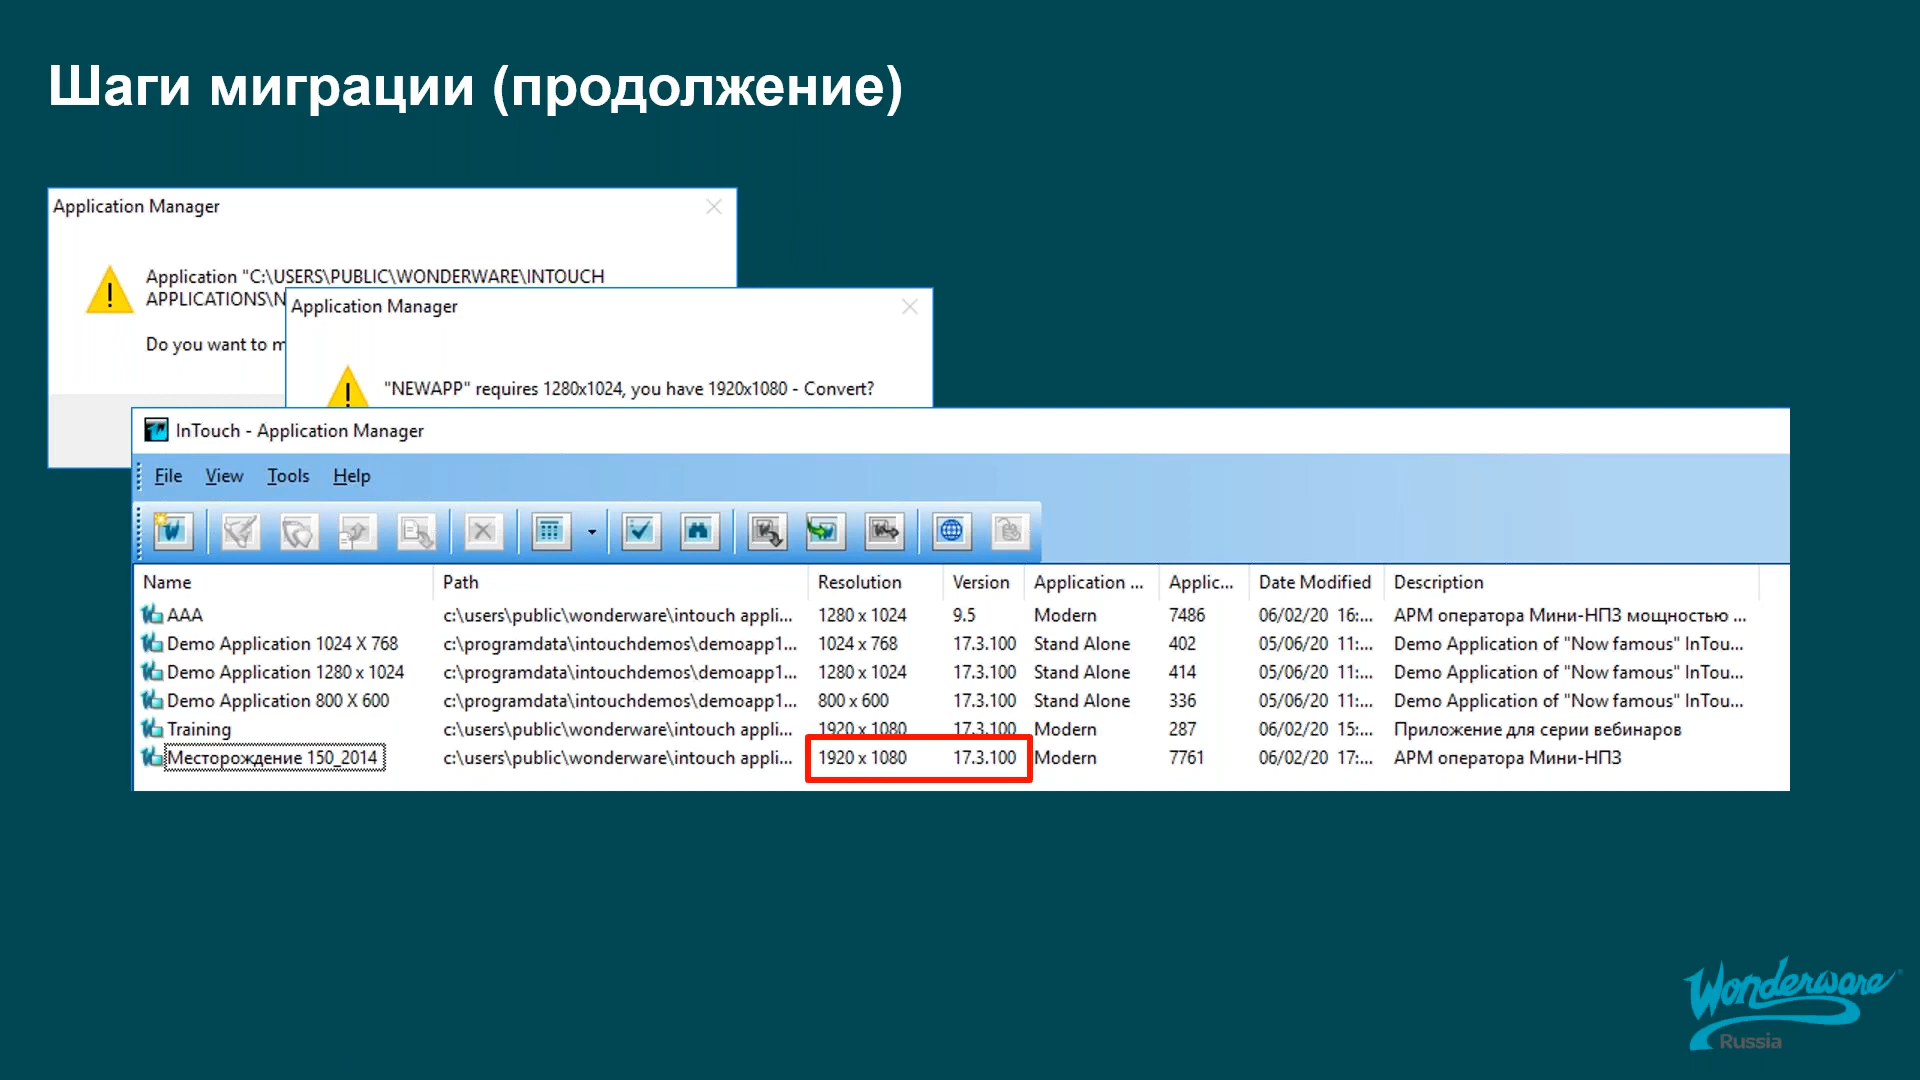 Шаги миграции (продолжение)
Application Manager
Application "C:\USERS\PUBLIC\WONDERWARE\INTOUCH
APPLICATIONS\N
Do you want to m
Application Manager
"NEWAPP" requires 1280x1024, you have 1920x1080 - Convert?
InTouch - Application Manager
File View Tools Help
Name Path Resolution Version Application ... Applic... Date Modified Description
AAA c:\users\public\wonderware\intouch appli... 1280 x 1024 9.5 Modern 7486 06/02/20 16:... АРМ оператора Мини-НПЗ мощностью ...
Demo Application 1024 X 768 c:\programdata\intouchdemos\demoapp1... 1024 x 768 17.3.100 Stand Alone 402 05/06/20 11:... Demo Application of "Now famous" InTou...
Demo Application 1280 x 1024 c:\programdata\intouchdemos\demoapp1... 1280 x 1024 17.3.100 Stand Alone 414 05/06/20 11:... Demo Application of "Now famous" InTou...
Demo Application 800 X 600 c:\programdata\intouchdemos\demoapp1... 800 x 600 17.3.100 Stand Alone 336 05/06/20 11:... Demo Application of "Now famous" InTou...
Training c:\users\public\wonderware\intouch appli... 1920 x 1080 17.3.100 Modern 287 06/02/20 15:... Приложение для серии вебинаров
Месторождение 150_2014 c:\users\public\wonderware\intouch appli... 1920 x 1080 17.3.100 Modern 7761 06/02/20 17:... АРМ оператора Мини-НПЗ
Wonderware
Russia